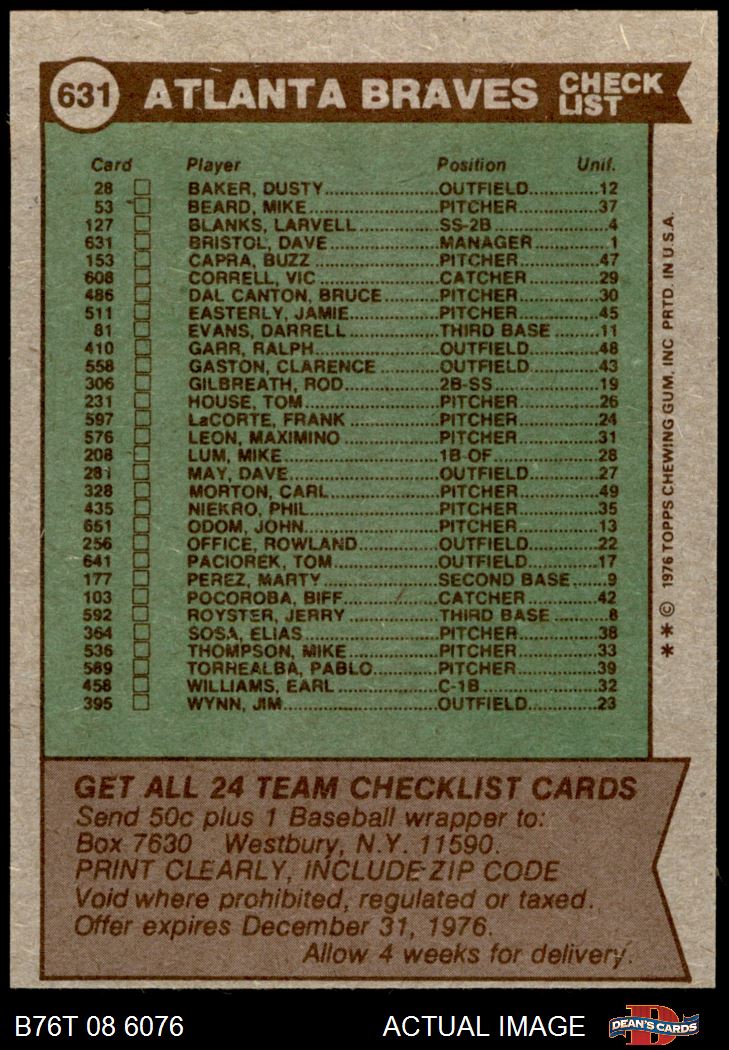 631 ATLANTA BRAVES CHECK LIST
Card Player Position Unif.
28 BAKER, DUSTY OUTFIELD 12
53 BEARD, MIKE PITCHER 37
127 BLANKS, LARVELL SS-2B 4
631 BRISTOL, DAVE MANAGER 1
153 CAPRA, BUZZ PITCHER 47
608 CORRELL, VIC CATCHER 29
486 DAL CANTON, BRUCE PITCHER 30
511 EASTERLY, JAMIE PITCHER 45
81 EVANS, DARRELL THIRD BASE 11
410 GARR, RALPH OUTFIELD 48
558 GASTON, CLARENCE OUTFIELD 43
306 GILBREATH, ROD 2B-SS 19
231 HOUSE, TOM PITCHER 26
597 LaCORTE, FRANK PITCHER 24
576 LEON, MAXIMINO PITCHER 31
208 LUM, MIKE 1B-OF 28
281 MAY, DAVE OUTFIELD 27
328 MORTON, CARL PITCHER 49
435 NIEKRO, PHIL PITCHER 35
651 ODOM, JOHN PITCHER 13
256 OFFICE, ROWLAND OUTFIELD 22
641 PACIOREK, TOM OUTFIELD 17
177 PEREZ, MARTY SECOND BASE 9
103 POCOROBA, BIFF CATCHER 42
592 ROYSTER, JERRY THIRD BASE 8
364 SOSA, ELIAS PITCHER 38
536 THOMPSON, MIKE PITCHER 33
589 TORREALBA, PABLO PITCHER 39
458 WILLIAMS, EARL C-1B 32
395 WYNN, JIM OUTFIELD 23
* * © 1976 TOPPS CHEWING GUM, INC. PRTD. IN U.S.A.
GET ALL 24 TEAM CHECKLIST CARDS
Send 50c plus 1 Baseball wrapper to:
Box 7630 Westbury, N.Y. 11590.
PRINT CLEARLY, INCLUDE ZIP CODE
Void where prohibited, regulated or taxed.
Offer expires December 31, 1976.
Allow 4 weeks for delivery.
B76T 08 6076 ACTUAL IMAGE DEAN'S CARDS